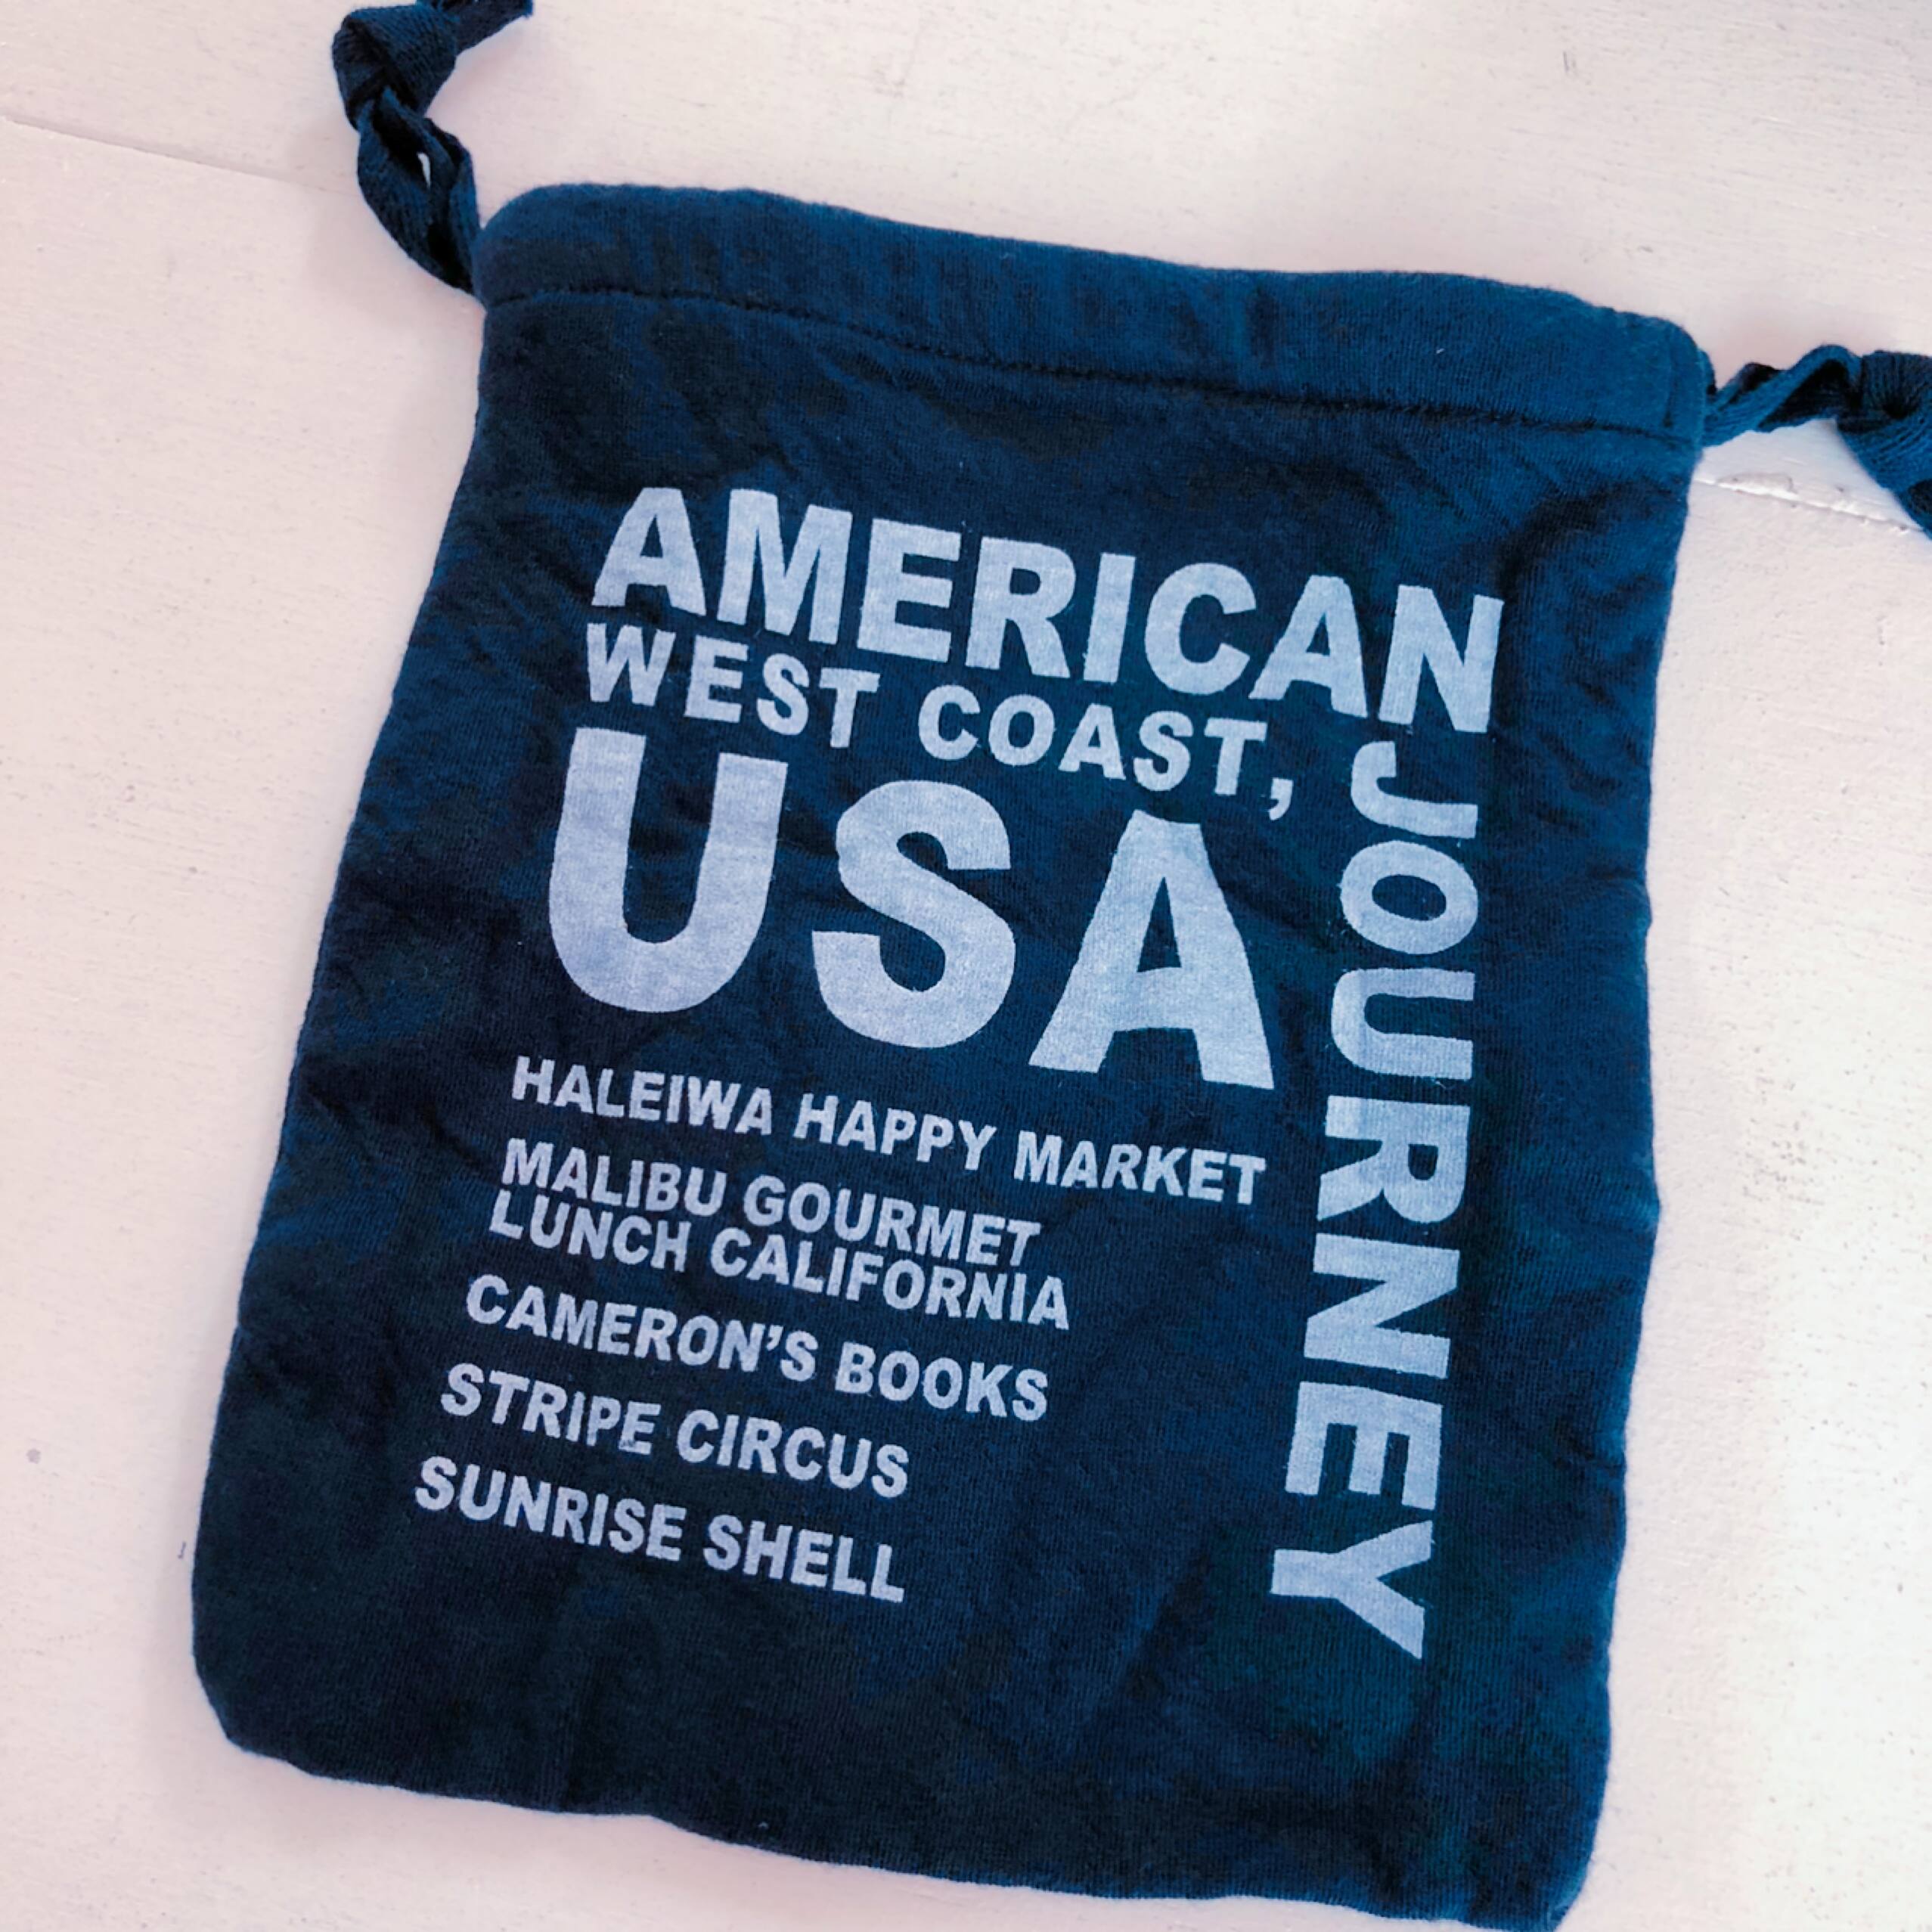 AMERICAN
WEST COAST,
USA
JOURNEY
HALEIWA HAPPY MARKET
MALIBU GOURMET
LUNCH CALIFORNIA
CAMERON'S BOOKS
STRIPE CIRCUS
SUNRISE SHELL